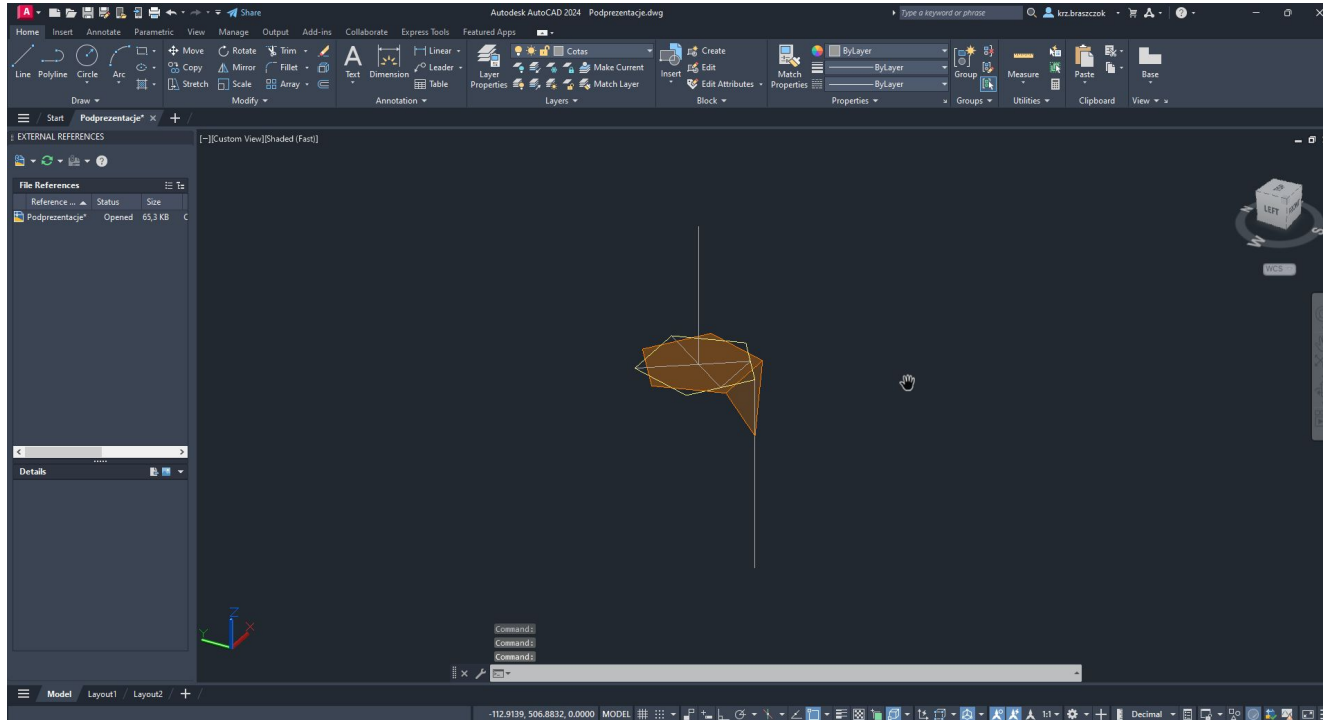 A Share Autodesk AutoCAD 2024 Podprezentacje.dwg Type a keyword or phrase krz.braszczok
Home Insert Annotate Parametric View Manage Output Add-ins Collaborate Express Tools Featured Apps
Line Polyline Circle Arc
Move Rotate Trim
Copy Mirror Fillet
Stretch Scale Array
Draw Modify
A Text Dimension
Linear
Leader
Table
Annotation
Layer Properties
Cotas
Make Current
Match Layer
Layers
Insert
Create
Edit
Edit Attributes
Block
Match Properties
ByLayer
ByLayer
ByLayer
Properties
Group
Groups
Measure
Utilities
Paste
Clipboard
Base
View
Start Podprezentacje*
EXTERNAL REFERENCES
[-][Custom View][Shaded (Fast)]
File References
Reference ... Status Size
Podprezentacje* Opened 65,3 KB
Details
LEFT
N
W
S
WCS
Z
Y X
Command:
Command:
Command:
Model Layout1 Layout2
-112.9139, 506.8832, 0.0000 MODEL 1:1 Decimal